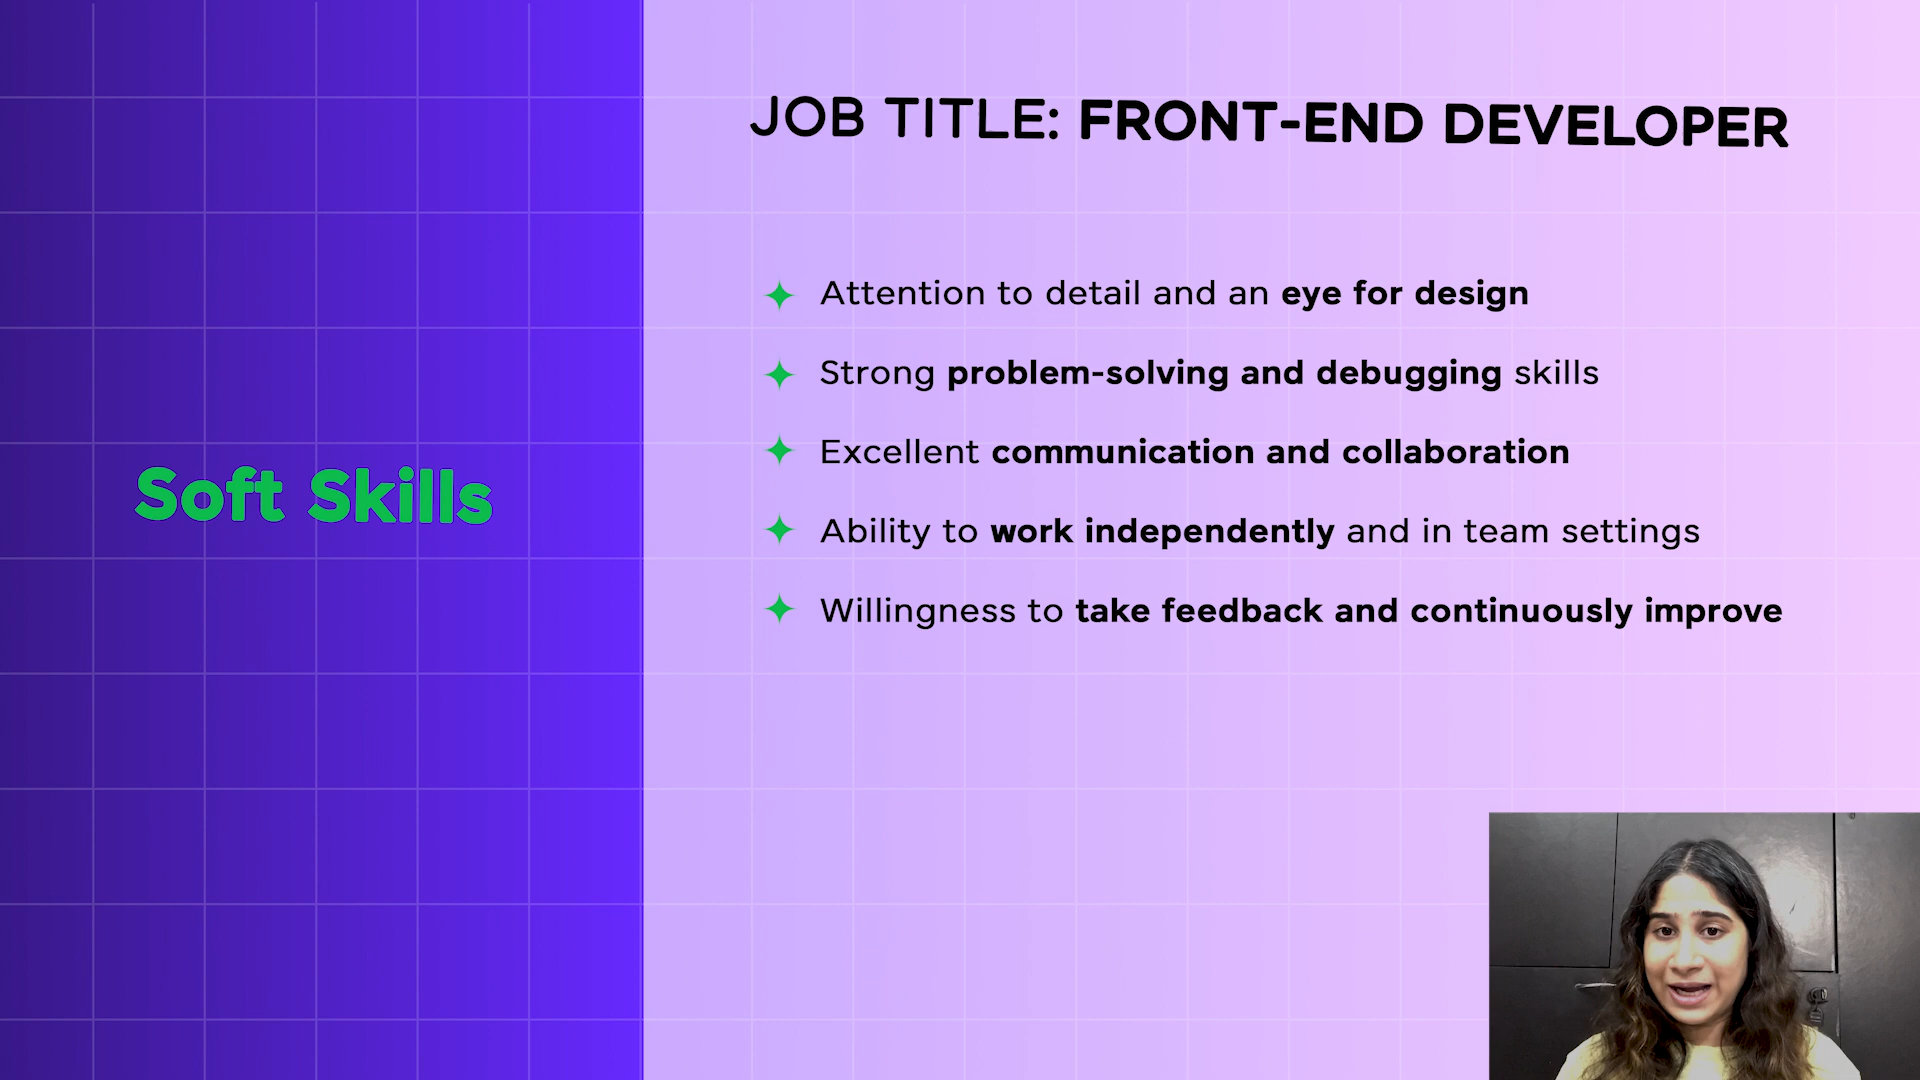 JOB TITLE: FRONT-END DEVELOPER
Soft Skills
Attention to detail and an eye for design
Strong problem-solving and debugging skills
Excellent communication and collaboration
Ability to work independently and in team settings
Willingness to take feedback and continuously improve